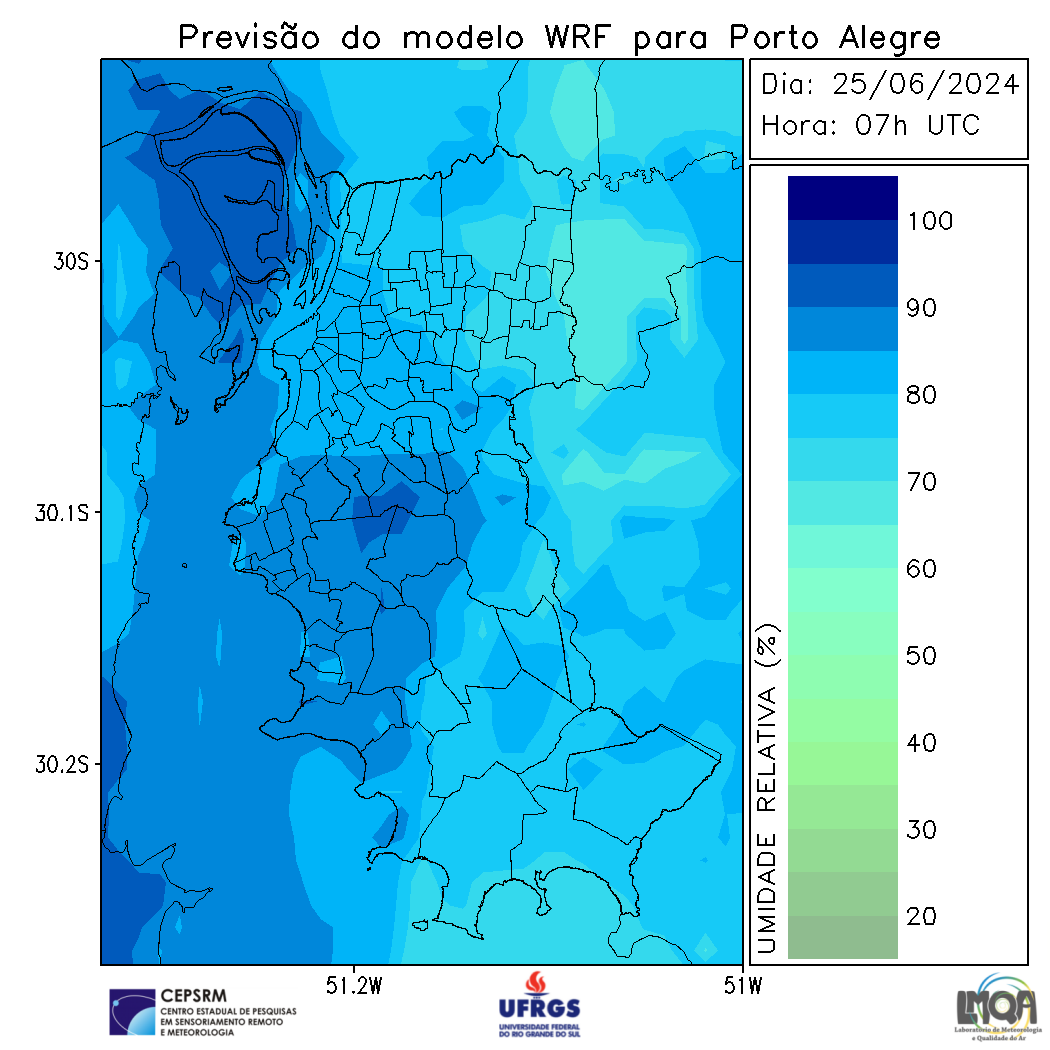 Previsão do modelo WRF para Porto Alegre
Dia: 25/06/2024
Hora: 07h UTC
30S
30.1S
30.2S
51.2W
51W
UMIDADE RELATIVA (%)
100
90
80
70
60
50
40
30
20
CEPSRM
CENTRO ESTADUAL DE PESQUISAS
EM SENSORIAMENTO REMOTO
E METEOROLOGIA
UFRGS
UNIVERSIDADE FEDERAL
DO RIO GRANDE DO SUL
LMQA
Laboratório de Meteorologia
e Qualidade do Ar